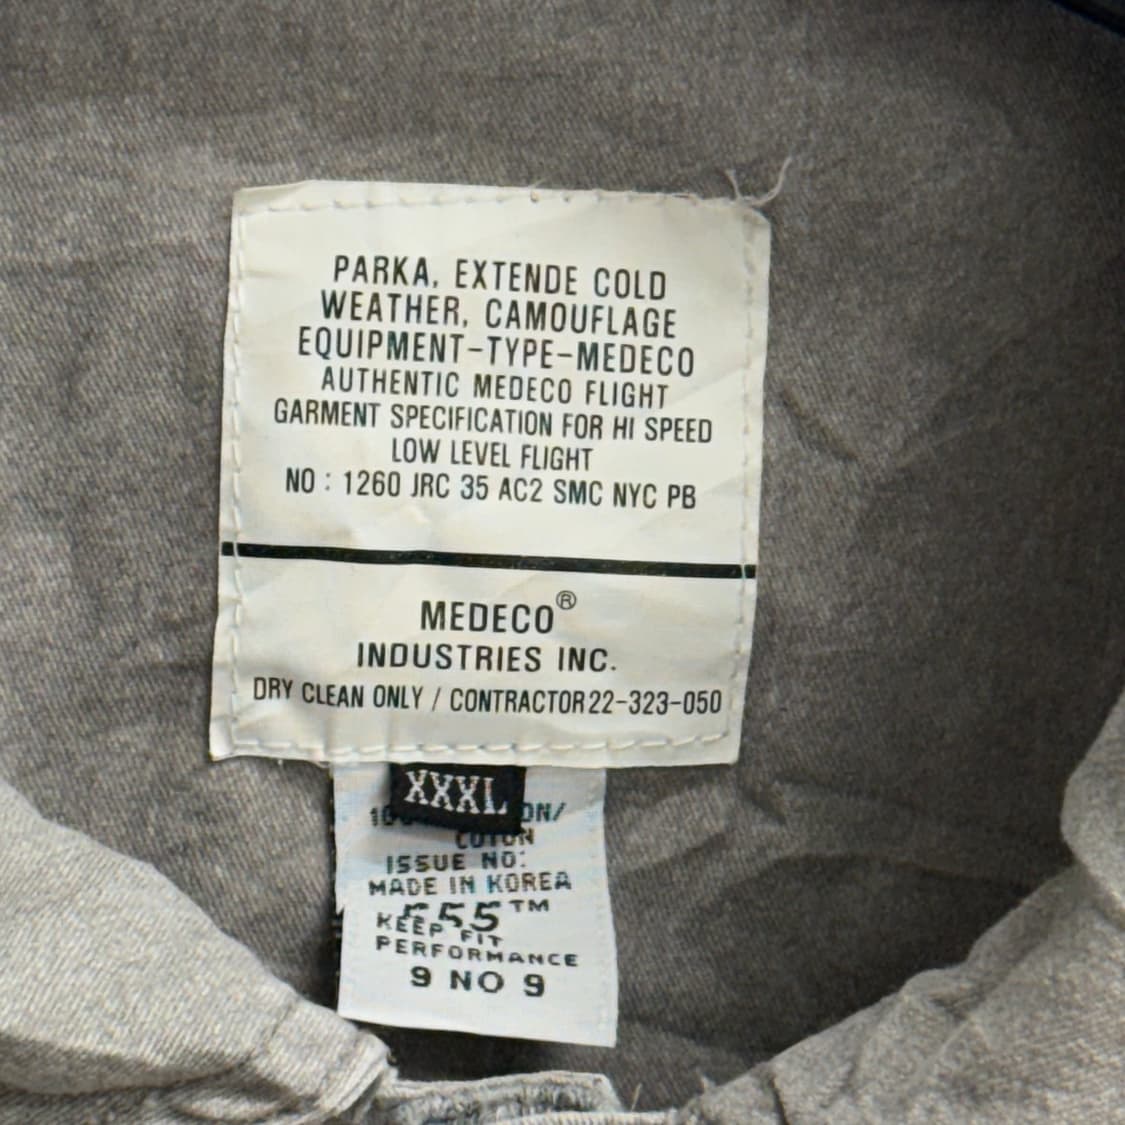 PARKA, EXTENDE COLD
WEATHER, CAMOUFLAGE
EQUIPMENT-TYPE-MEDECO
AUTHENTIC MEDECO FLIGHT
GARMENT SPECIFICATION FOR HI SPEED
LOW LEVEL FLIGHT
NO : 1260 JRC 35 AC2 SMC NYC PB
MEDECO®
INDUSTRIES INC.
DRY CLEAN ONLY / CONTRACTOR 22-323-050
XXXL
COTON
ISSUE NO:
MADE IN KOREA
555™
KEEP FIT
PERFORMANCE
9 NO 9